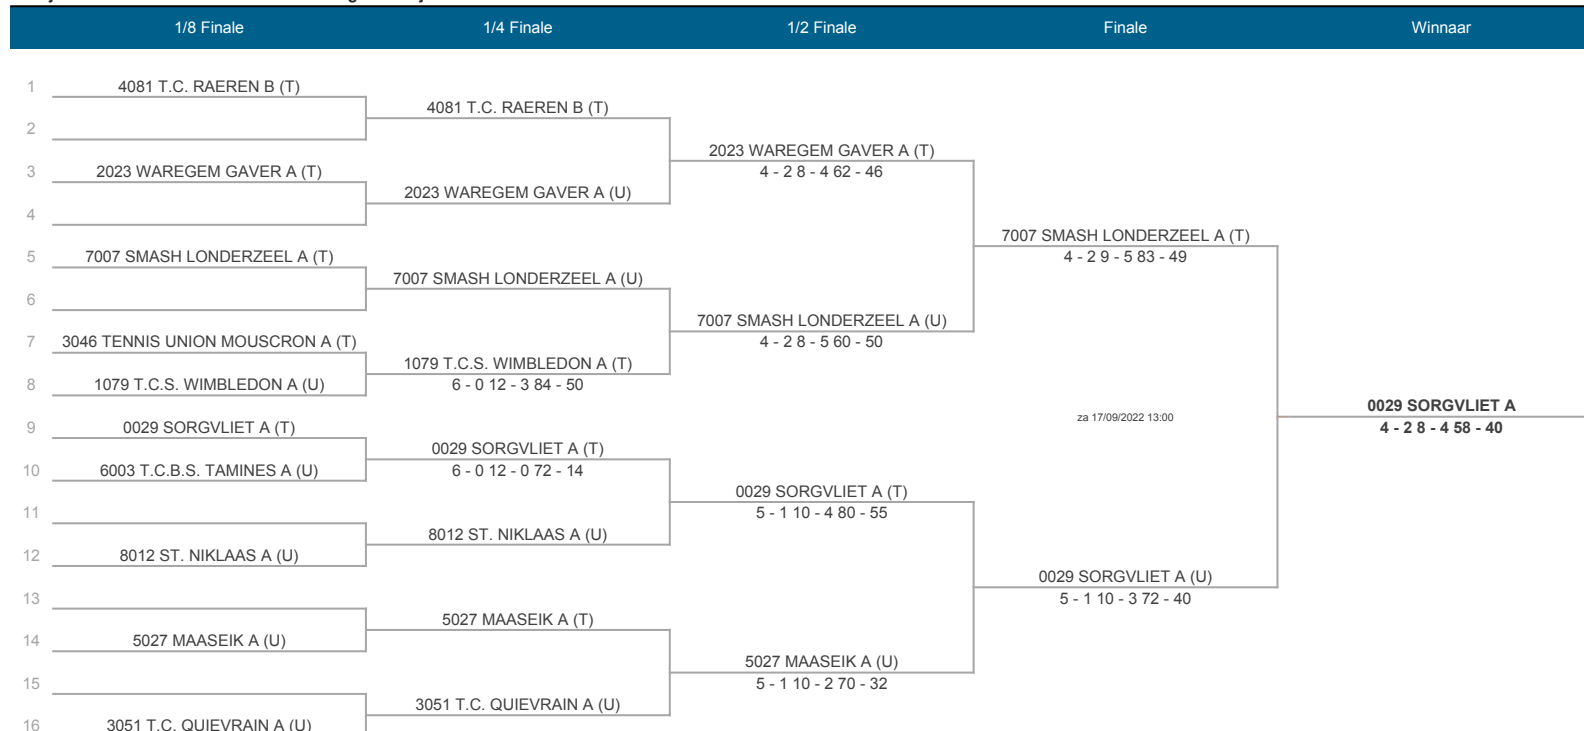 1/8 Finale 1/4 Finale 1/2 Finale Finale Winnaar
1 4081 T.C. RAEREN B (T)
4081 T.C. RAEREN B (T)
2
2023 WAREGEM GAVER A (T)
3 2023 WAREGEM GAVER A (T)
4 - 2 8 - 4 62 - 46
2023 WAREGEM GAVER A (U)
4
7007 SMASH LONDERZEEL A (T)
5 7007 SMASH LONDERZEEL A (T)
4 - 2 9 - 5 83 - 49
7007 SMASH LONDERZEEL A (U)
6
7007 SMASH LONDERZEEL A (U)
7 3046 TENNIS UNION MOUSCRON A (T)
4 - 2 8 - 5 60 - 50
1079 T.C.S. WIMBLEDON A (T)
8 1079 T.C.S. WIMBLEDON A (U)
6 - 0 12 - 3 84 - 50
0029 SORGVLIET A
za 17/09/2022 13:00
9 0029 SORGVLIET A (T)
4 - 2 8 - 4 58 - 40
0029 SORGVLIET A (T)
10 6003 T.C.B.S. TAMINES A (U)
6 - 0 12 - 0 72 - 14
0029 SORGVLIET A (T)
11
5 - 1 10 - 4 80 - 55
8012 ST. NIKLAAS A (U)
12 8012 ST. NIKLAAS A (U)
0029 SORGVLIET A (U)
13
5 - 1 10 - 3 72 - 40
5027 MAASEIK A (T)
14 5027 MAASEIK A (U)
5027 MAASEIK A (U)
15
5 - 1 10 - 2 70 - 32
3051 T.C. QUIEVRAIN A (U)
16 3051 T.C. QUIEVRAIN A (U)